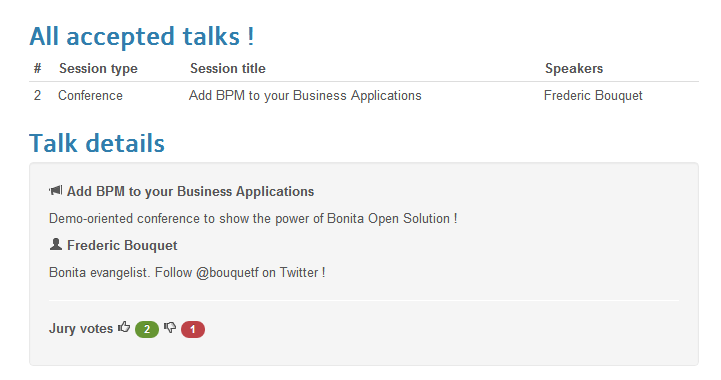 All accepted talks !
# Session type Session title Speakers
2 Conference Add BPM to your Business Applications Frederic Bouquet
Talk details
Add BPM to your Business Applications
Demo-oriented conference to show the power of Bonita Open Solution !
Frederic Bouquet
Bonita evangelist. Follow @bouquetf on Twitter !
Jury votes 2 1